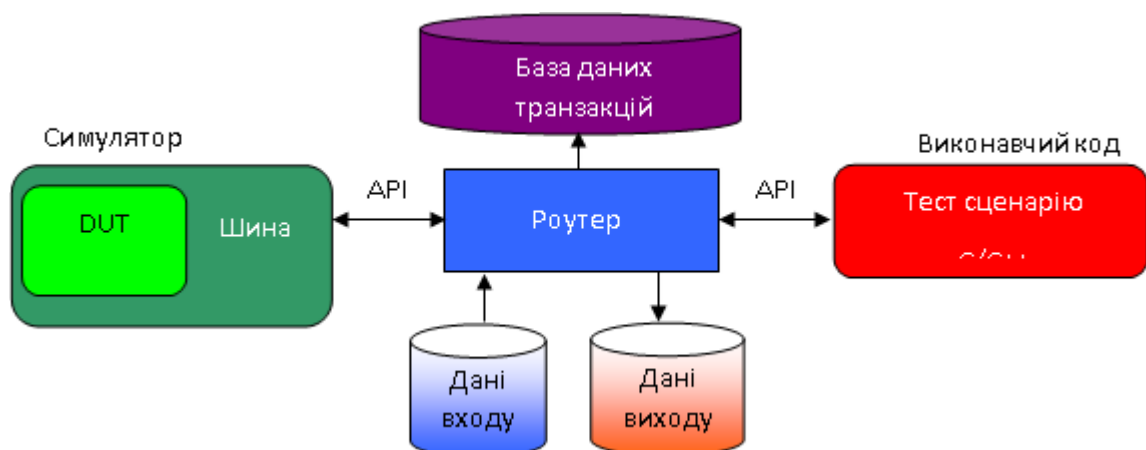 База даних
транзакцій
Симулятор
Виконавчий код
API
API
DUT
Шина
Роутер
Тест сценарію
Дані
входу
Дані
виходу